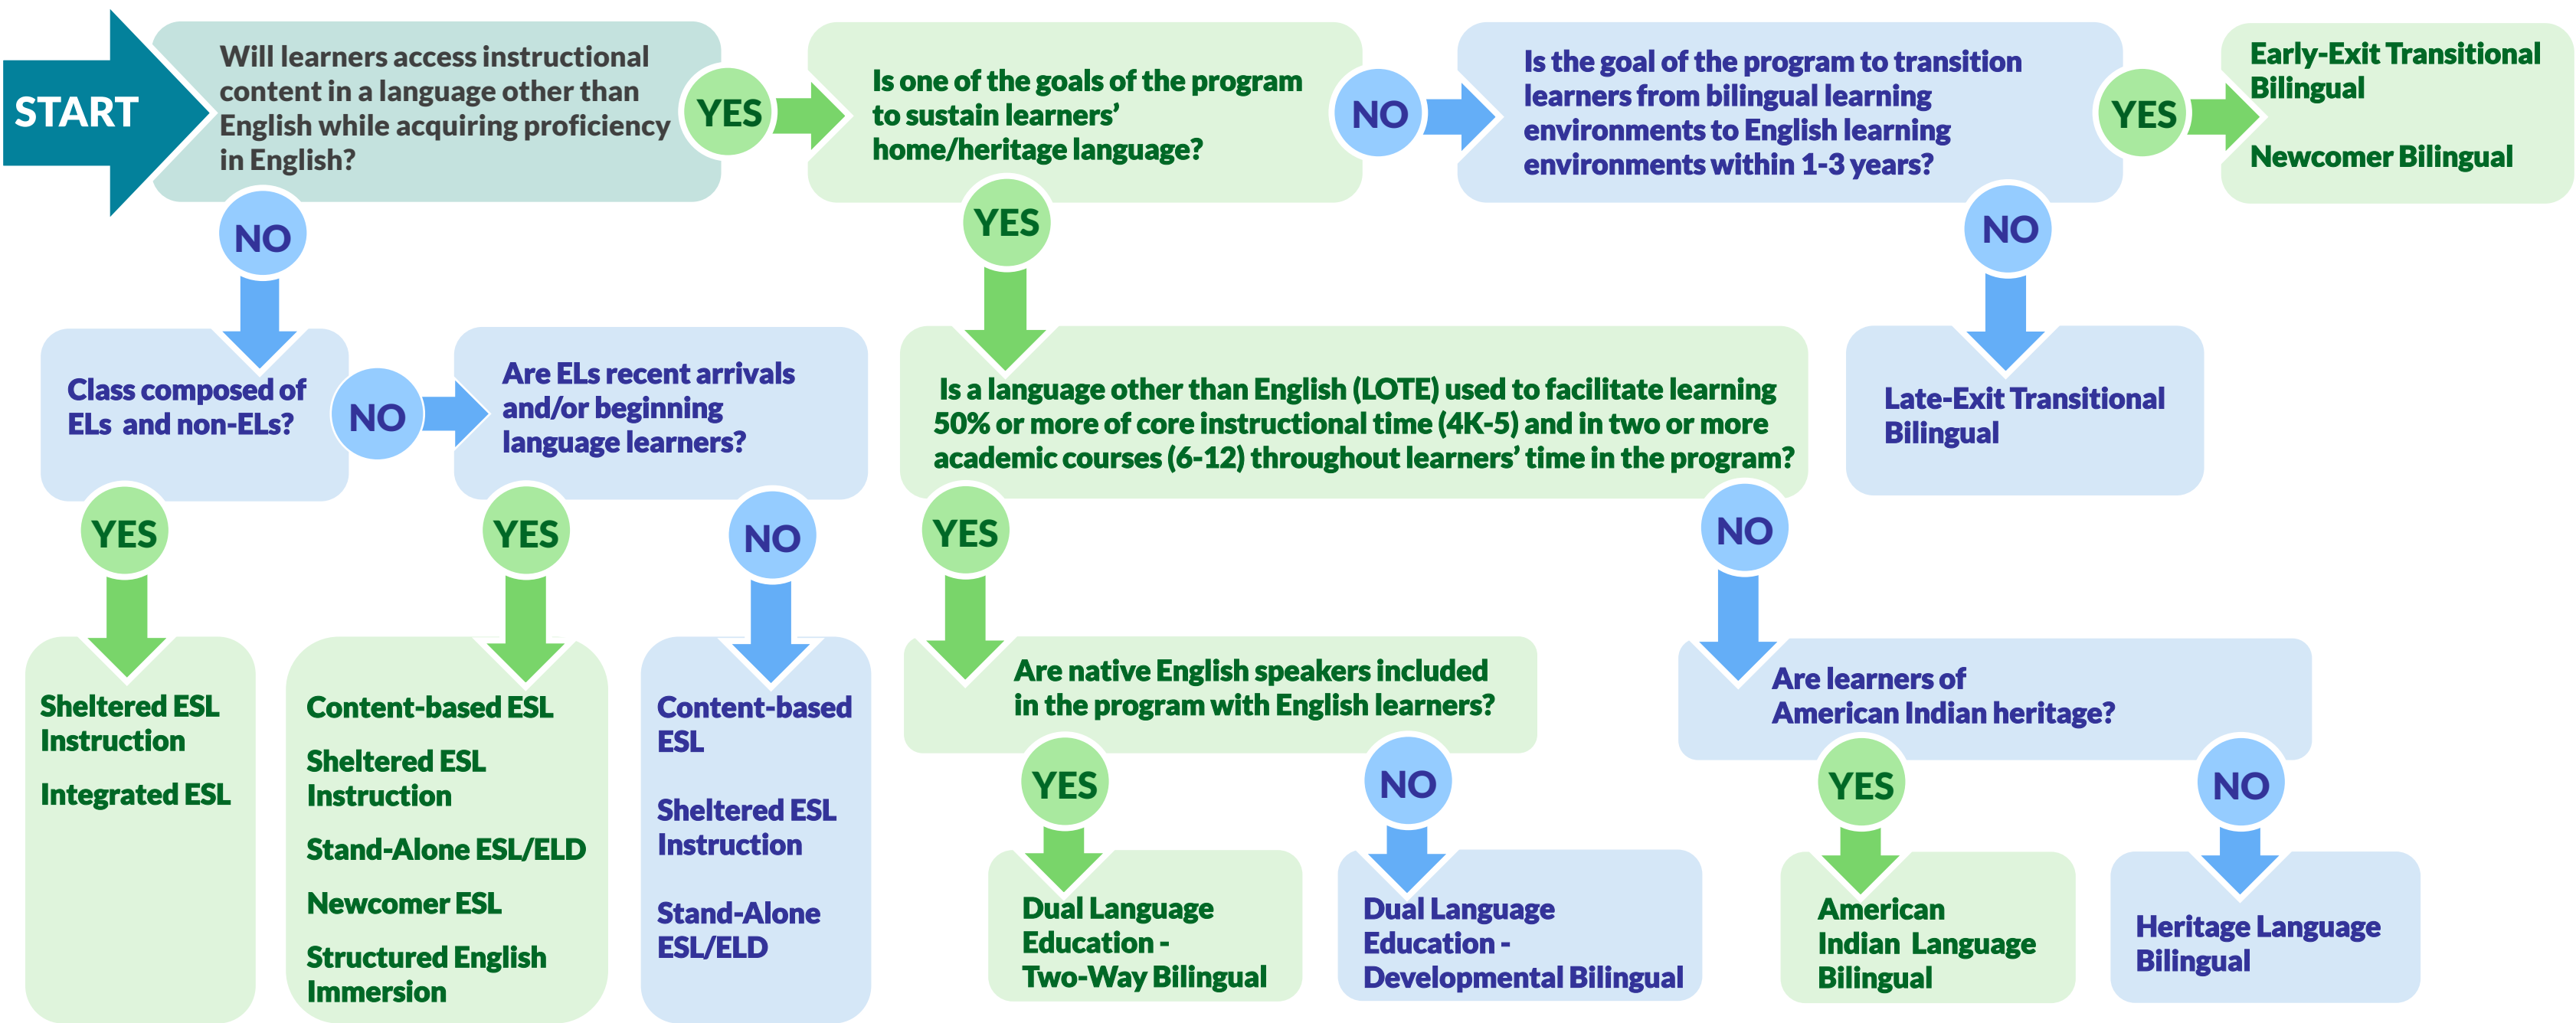 START
Will learners access instructional
content in a language other than
English while acquiring proficiency
in English?
YES
Is one of the goals of the program
to sustain learners’
home/heritage language?
NO
Is the goal of the program to transition
learners from bilingual learning
environments to English learning
environments within 1-3 years?
YES
Early-Exit Transitional
Bilingual
Newcomer Bilingual
NO
YES
NO
Class composed of
ELs and non-ELs?
NO
Are ELs recent arrivals
and/or beginning
language learners?
Is a language other than English (LOTE) used to facilitate learning
50% or more of core instructional time (4K-5) and in two or more
academic courses (6-12) throughout learners’ time in the program?
Late-Exit Transitional
Bilingual
YES
YES
NO
YES
NO
Sheltered ESL
Instruction
Integrated ESL
Content-based ESL
Sheltered ESL
Instruction
Stand-Alone ESL/ELD
Newcomer ESL
Structured English
Immersion
Content-based
ESL
Sheltered ESL
Instruction
Stand-Alone
ESL/ELD
Are native English speakers included
in the program with English learners?
Are learners of
American Indian heritage?
YES
NO
YES
NO
Dual Language
Education -
Two-Way Bilingual
Dual Language
Education -
Developmental Bilingual
American
Indian Language
Bilingual
Heritage Language
Bilingual